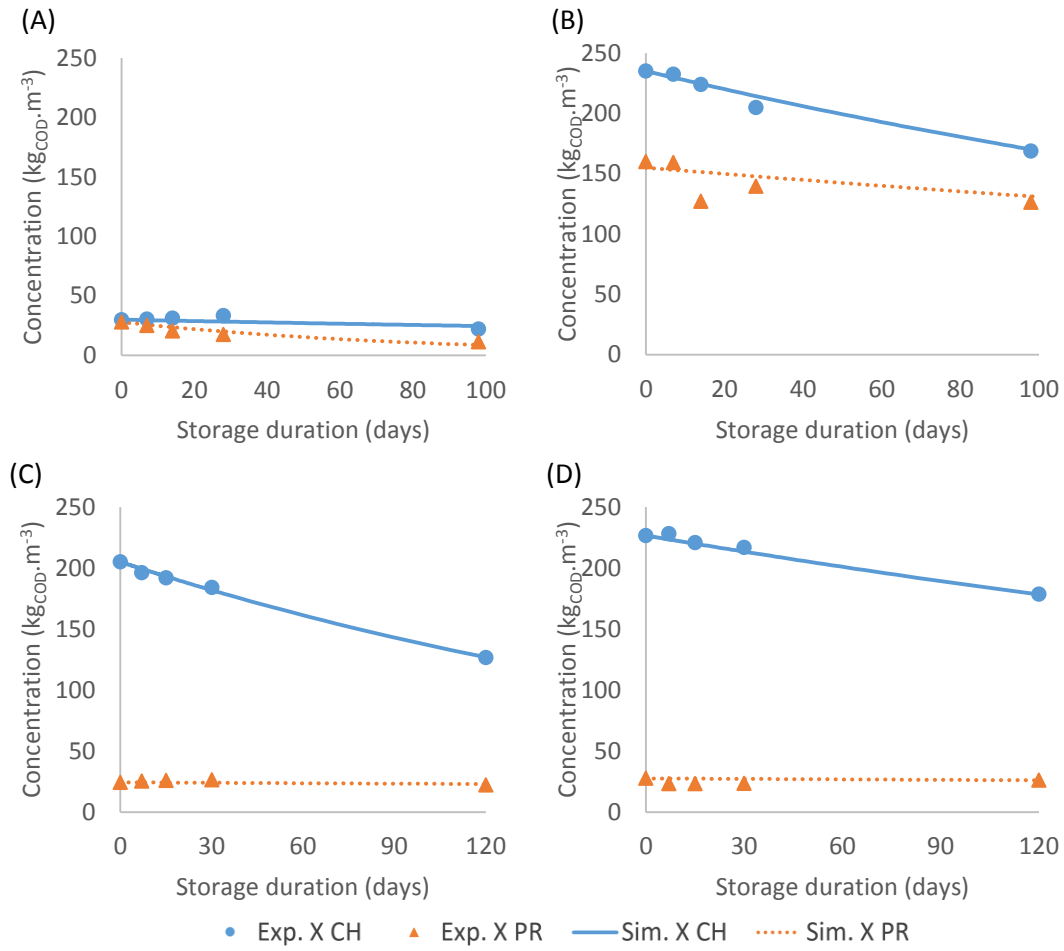 (A)
Concentration (kgCOD.m-3)
250
200
150
100
50
0
0 20 40 60 80 100
Storage duration (days)
(B)
Concentration (kgCOD.m-3)
250
200
150
100
50
0
0 20 40 60 80 100
Storage duration (days)
(C)
Concentration (kgCOD.m-3)
250
200
150
100
50
0
0 30 60 90 120
Storage duration (days)
(D)
Concentration (kgCOD.m-3)
250
200
150
100
50
0
0 30 60 90 120
Storage duration (days)
Exp. X CH Exp. X PR Sim. X CH Sim. X PR